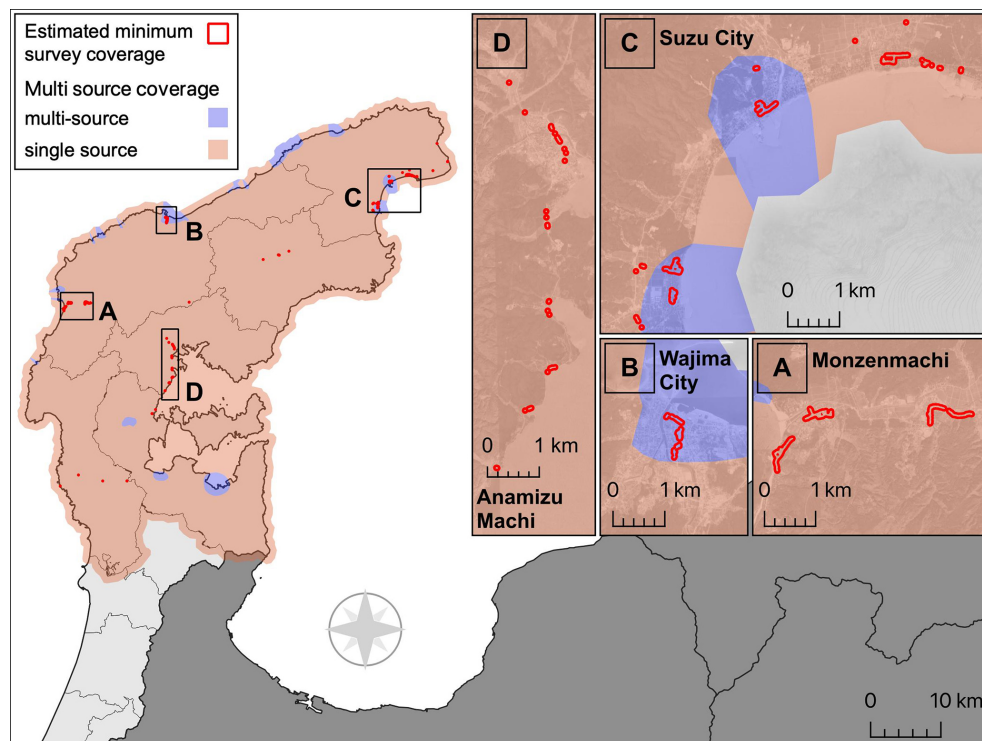 Estimated minimum
survey coverage
Multi source coverage
multi-source
single source
A
B
C
D
D
0 1 km
Anamizu
Machi
C Suzu City
0 1 km
B Wajima
City
0 1 km
A Monzenmachi
0 1 km
0 10 km